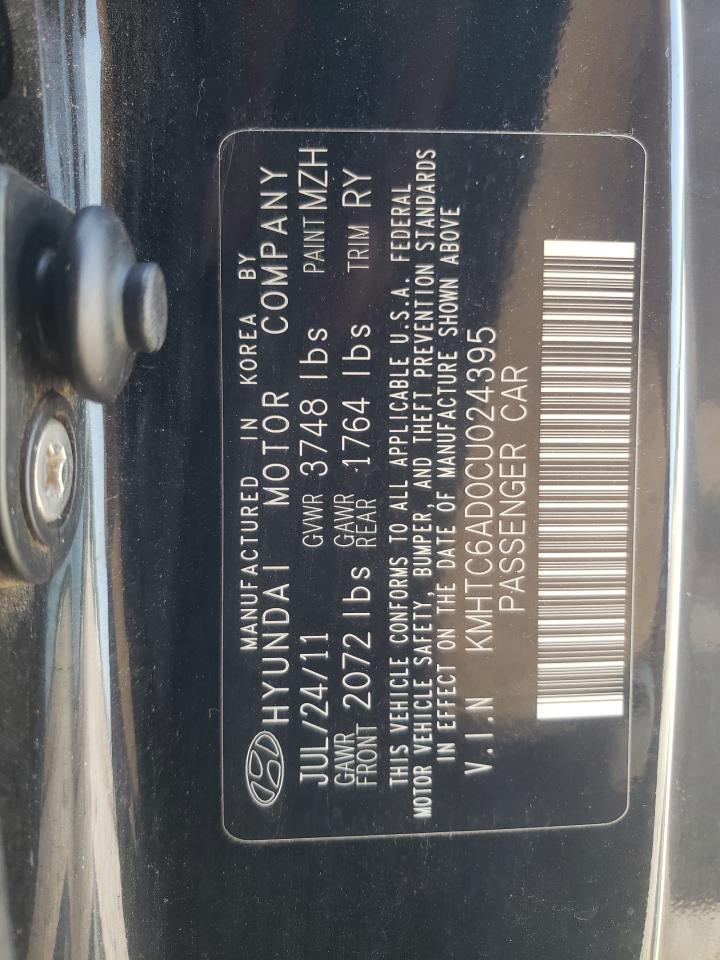 MANUFACTURED IN KOREA BY
HYUNDAI MOTOR COMPANY
JUL/24/11 GVWR 3748 lbs PAINT MZH
GAWR FRONT 2072 lbs GAWR REAR 1764 lbs TRIM RY
THIS VEHICLE CONFORMS TO ALL APPLICABLE U.S.A. FEDERAL
MOTOR VEHICLE SAFETY, BUMPER, AND THEFT PREVENTION STANDARDS
IN EFFECT ON THE DATE OF MANUFACTURE SHOWN ABOVE
V.I.N KMHTC6AD0CU024395
PASSENGER CAR